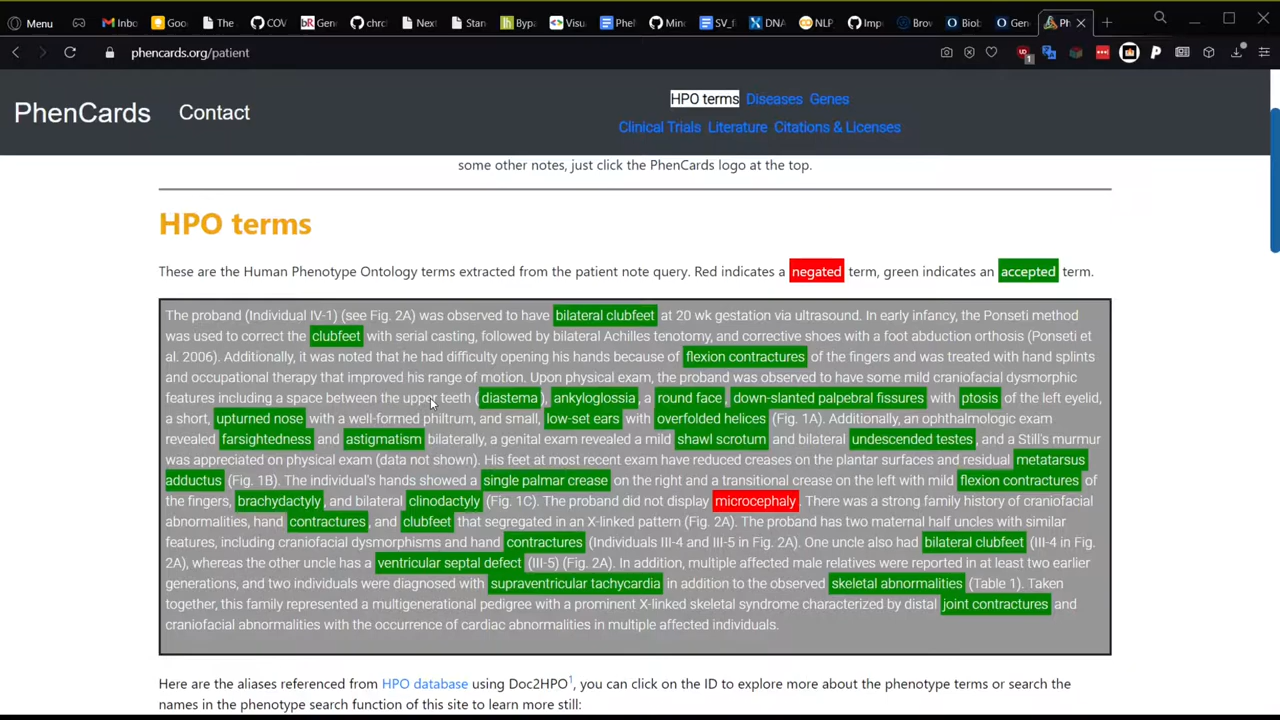 Menu
Inbo
Goo
The
COV
Gen
chro
Next
Stan
Byp
Visu
Phe
Min
SV_f
DNA
NLP
Imp
Brow
Biol
Gen
Ph
phencards.org/patient
1
PhenCards Contact
HPO terms Diseases Genes
Clinical Trials Literature Citations & Licenses
some other notes, just click the PhenCards logo at the top.
HPO terms
These are the Human Phenotype Ontology terms extracted from the patient note query. Red indicates a negated term, green indicates an accepted term.
The proband (Individual IV-1) (see Fig. 2A) was observed to have bilateral clubfeet at 20 wk gestation via ultrasound. In early infancy, the Ponseti method
was used to correct the clubfeet with serial casting, followed by bilateral Achilles tenotomy, and corrective shoes with a foot abduction orthosis (Ponseti et
al. 2006). Additionally, it was noted that he had difficulty opening his hands because of flexion contractures of the fingers and was treated with hand splints
and occupational therapy that improved his range of motion. Upon physical exam, the proband was observed to have some mild craniofacial dysmorphic
features including a space between the upper teeth (diastema), ankyloglossia, a round face, down-slanted palpebral fissures with ptosis of the left eyelid,
a short, upturned nose with a well-formed philtrum, and small, low-set ears with overfolded helices (Fig. 1A). Additionally, an ophthalmologic exam
revealed farsightedness and astigmatism bilaterally, a genital exam revealed a mild shawl scrotum and bilateral undescended testes, and a Still's murmur
was appreciated on physical exam (data not shown). His feet at most recent exam have reduced creases on the plantar surfaces and residual metatarsus
adductus (Fig. 1B). The individual's hands showed a single palmar crease on the right and a transitional crease on the left with mild flexion contractures of
the fingers, brachydactyly, and bilateral clinodactyly (Fig. 1C). The proband did not display microcephaly. There was a strong family history of craniofacial
abnormalities, hand contractures, and clubfeet that segregated in an X-linked pattern (Fig. 2A). The proband has two maternal half uncles with similar
features, including craniofacial dysmorphisms and hand contractures (Individuals III-4 and III-5 in Fig. 2A). One uncle also had bilateral clubfeet (III-4 in Fig.
2A), whereas the other uncle has a ventricular septal defect (III-5) (Fig. 2A). In addition, multiple affected male relatives were reported in at least two earlier
generations, and two individuals were diagnosed with supraventricular tachycardia in addition to the observed skeletal abnormalities (Table 1). Taken
together, this family represented a multigenerational pedigree with a prominent X-linked skeletal syndrome characterized by distal joint contractures and
craniofacial abnormalities with the occurrence of cardiac abnormalities in multiple affected individuals.
Here are the aliases referenced from HPO database using Doc2HPO1, you can click on the ID to explore more about the phenotype terms or search the
names in the phenotype search function of this site to learn more still: